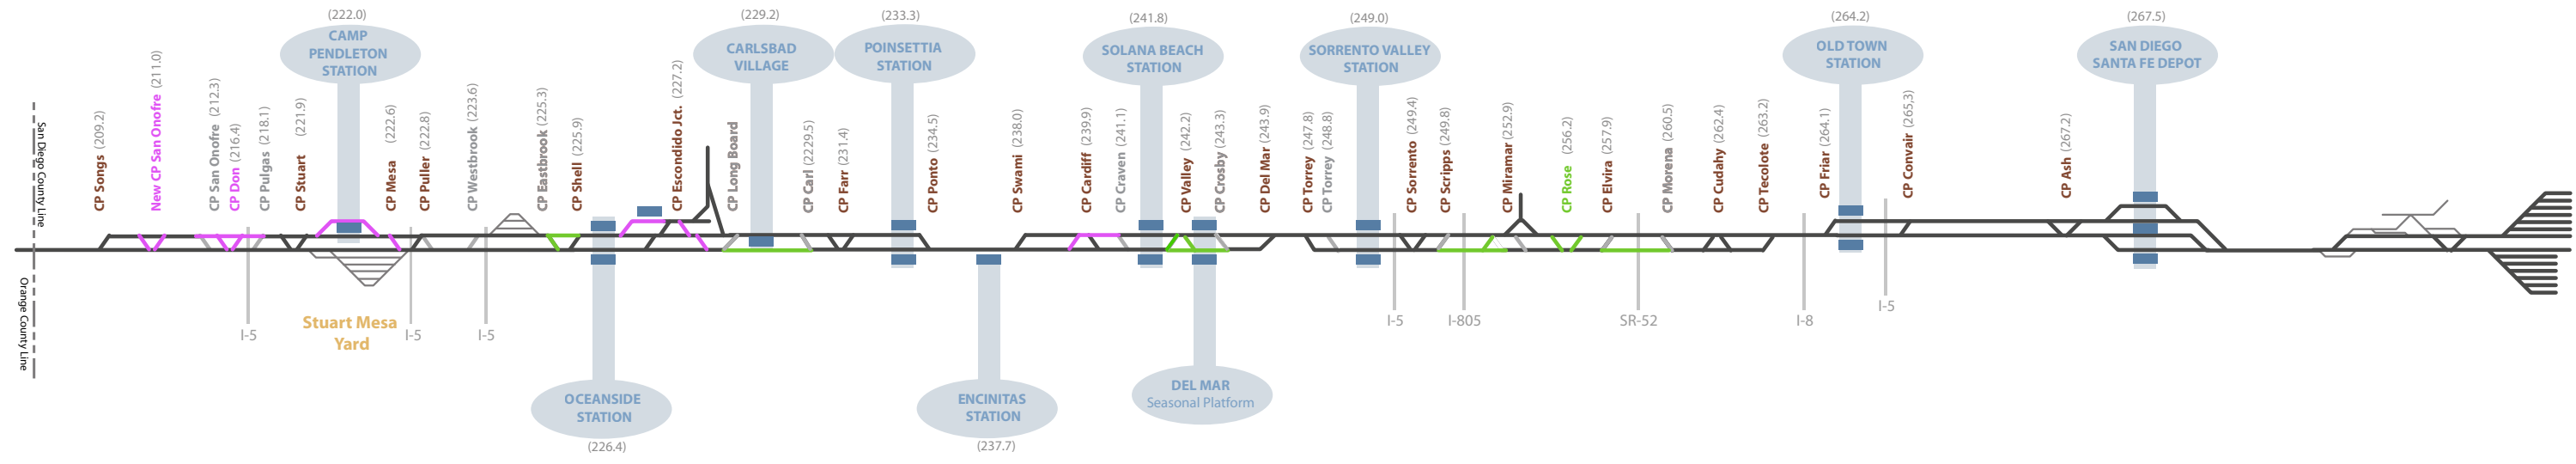 (222.0)
CAMP
PENDLETON
STATION
(229.2)
CARLSBAD
VILLAGE
(233.3)
POINSETTIA
STATION
(241.8)
SOLANA BEACH
STATION
(249.0)
SORRENTO VALLEY
STATION
(264.2)
OLD TOWN
STATION
(267.5)
SAN DIEGO
SANTA FE DEPOT
San Diego County Line
Orange County Line
CP Songs (209.2)
New CP San Onofre (211.0)
CP San Onofre (212.3)
CP Don (216.4)
CP Pulgas (218.1)
CP Stuart (221.9)
CP Mesa (222.6)
CP Puller (222.8)
CP Westbrook (223.6)
CP Eastbrook (225.3)
CP Shell (225.9)
CP Escondido Jct. (227.2)
CP Long Board
CP Carl (2229.5)
CP Farr (231.4)
CP Ponto (234.5)
CP Swami (238.0)
CP Cardiff (239.9)
CP Craven (241.1)
CP Valley (242.2)
CP Crosby (243.3)
CP Del Mar (243.9)
CP Torrey (247.8)
CP Torrey (248.8)
CP Sorrento (249.4)
CP Scripps (249.8)
CP Miramar (252.9)
CP Rose (256.2)
CP Elvira (257.9)
CP Morena (260.5)
CP Cudahy (262.4)
CP Tecolote (263.2)
CP Friar (264.1)
CP Convair (265,3)
CP Ash (267.2)
I-5
Stuart Mesa
Yard
I-5
I-5
I-5
I-805
SR-52
I-8
I-5
OCEANSIDE
STATION
(226.4)
ENCINITAS
STATION
(237.7)
DEL MAR
Seasonal Platform